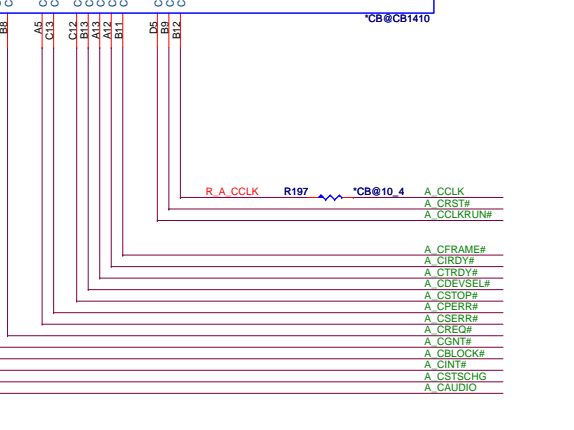 C C C C C C C C C C C C
*CB@CB1410
B8 A5 C13 C12 B13 A13 A12 B11 D5 B9 B12
R_A_CCLK R197 *CB@10_4 A_CCLK
A_CRST#
A_CCLKRUN#
A_CFRAME#
A_CIRDY#
A_CTRDY#
A_CDEVSEL#
A_CSTOP#
A_CPERR#
A_CSERR#
A_CREQ#
A_CGNT#
A_CBLOCK#
A_CINT#
A_CSTSCHG
A_CAUDIO